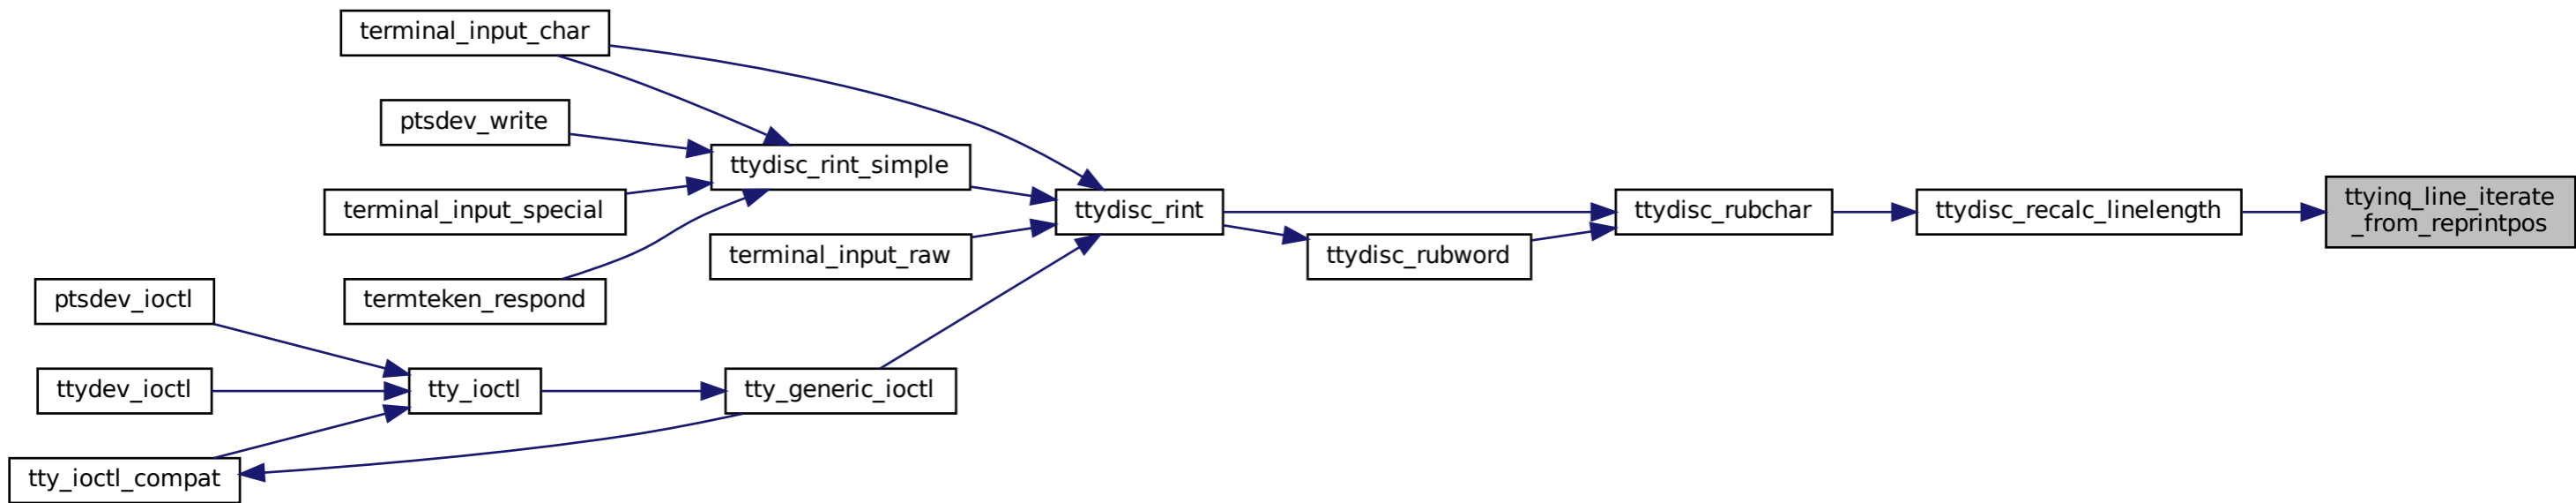 terminal_input_char
ptsdev_write
ttydisc_rint_simple
terminal_input_special
ttydisc_rint
terminal_input_raw
ttydisc_rubchar
ttydisc_rubword
ttydisc_recalc_linelength
ttyinq_line_iterate
_from_reprintpos
termteken_respond
ptsdev_ioctl
ttydev_ioctl
tty_ioctl
tty_generic_ioctl
tty_ioctl_compat